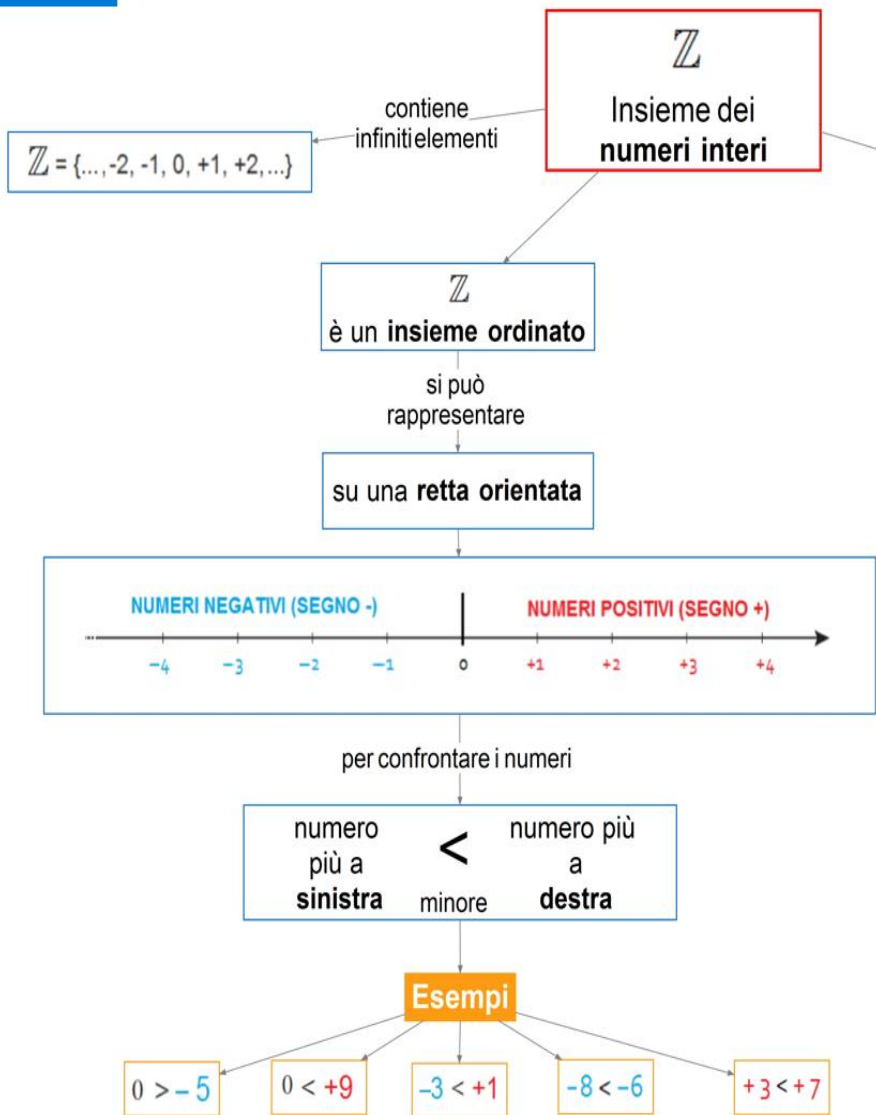 ℤ
Insieme dei
numeri interi
contiene
infiniti elementi
ℤ = {...,-2, -1, 0, +1, +2,...}
ℤ
è un insieme ordinato
si può
rappresentare
su una retta orientata
NUMERI NEGATIVI (SEGNO -) NUMERI POSITIVI (SEGNO +)
... −4 −3 −2 −1 0 +1 +2 +3 +4
per confrontare i numeri
numero
più a
sinistra
<
minore
numero più
a
destra
Esempi
0 > − 5
0 < +9
−3 < +1
-8 < −6
+ 3 < + 7